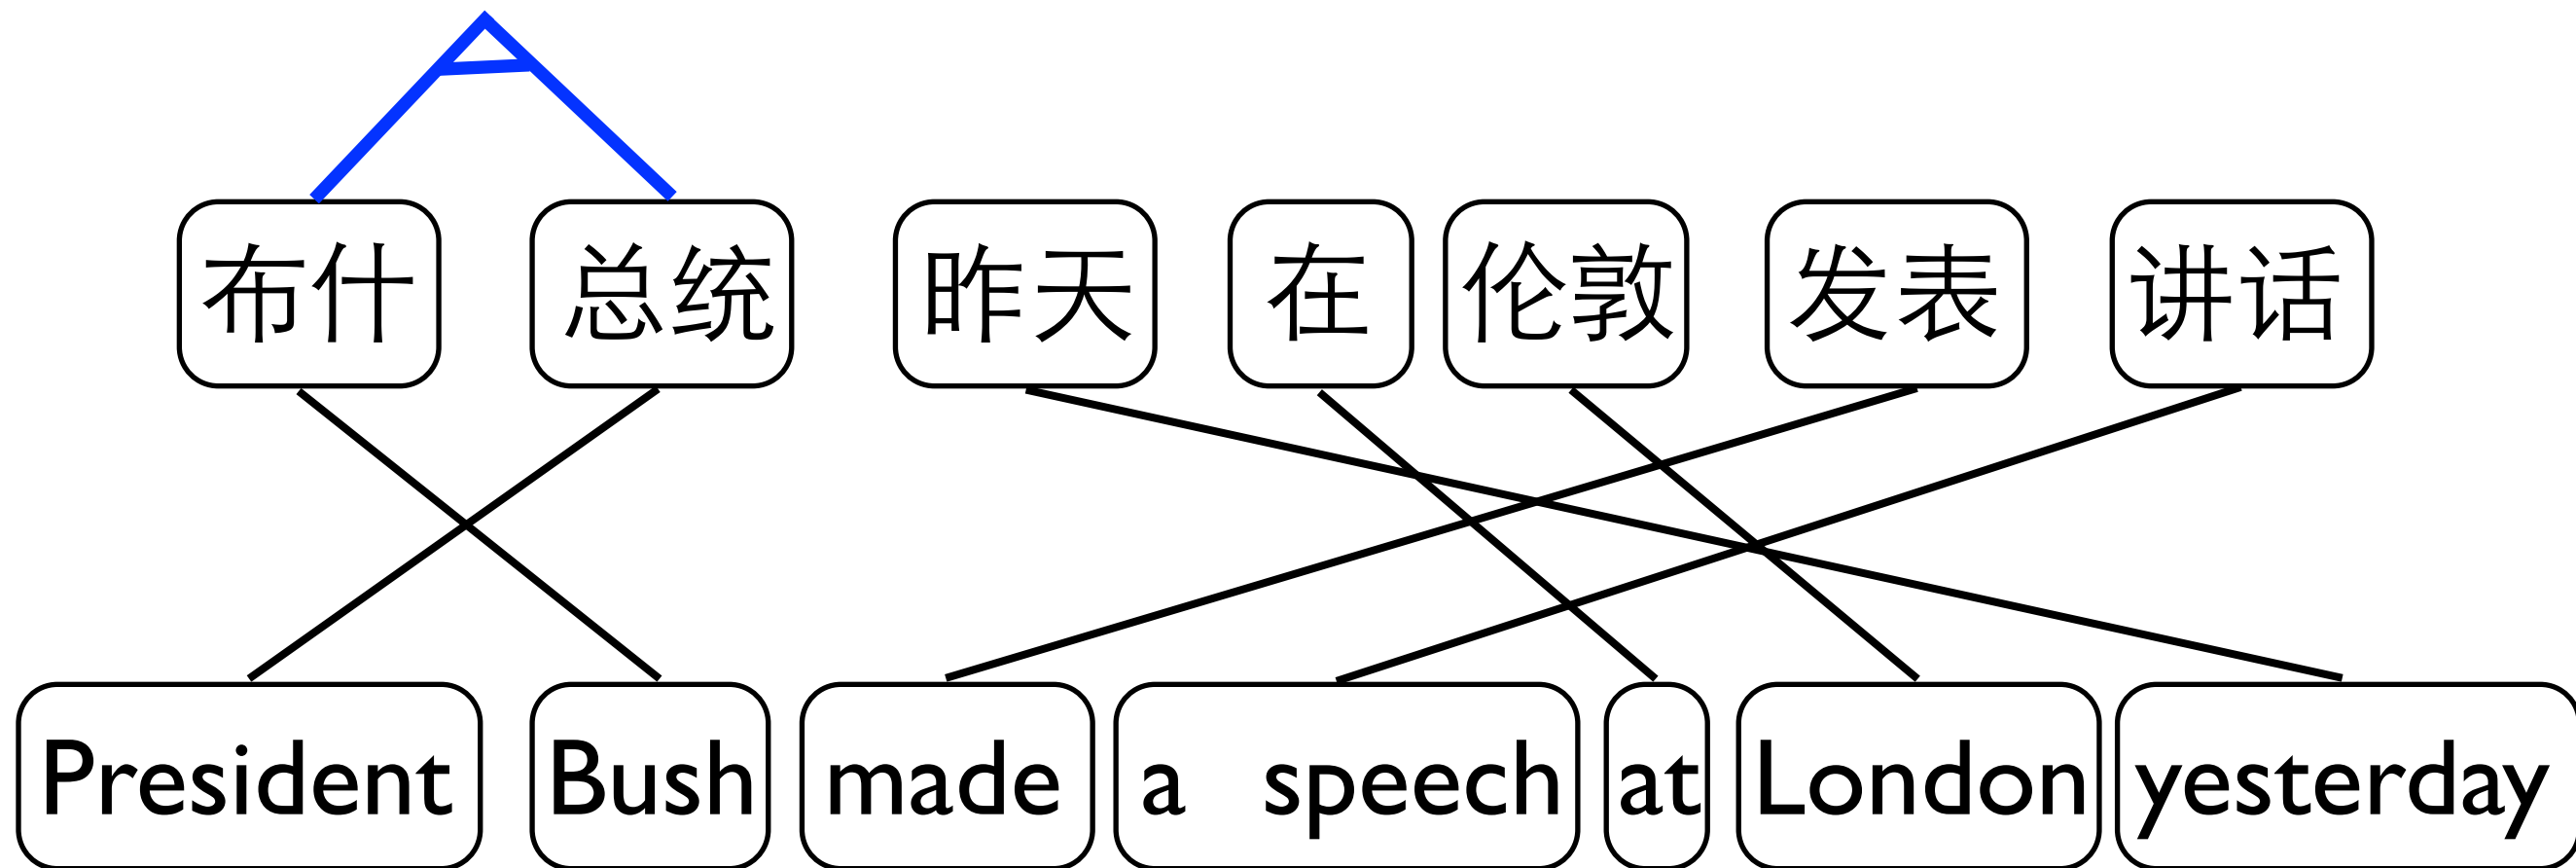 布什 总统 昨天 在 伦敦 发表 讲话
President Bush made a speech at London yesterday